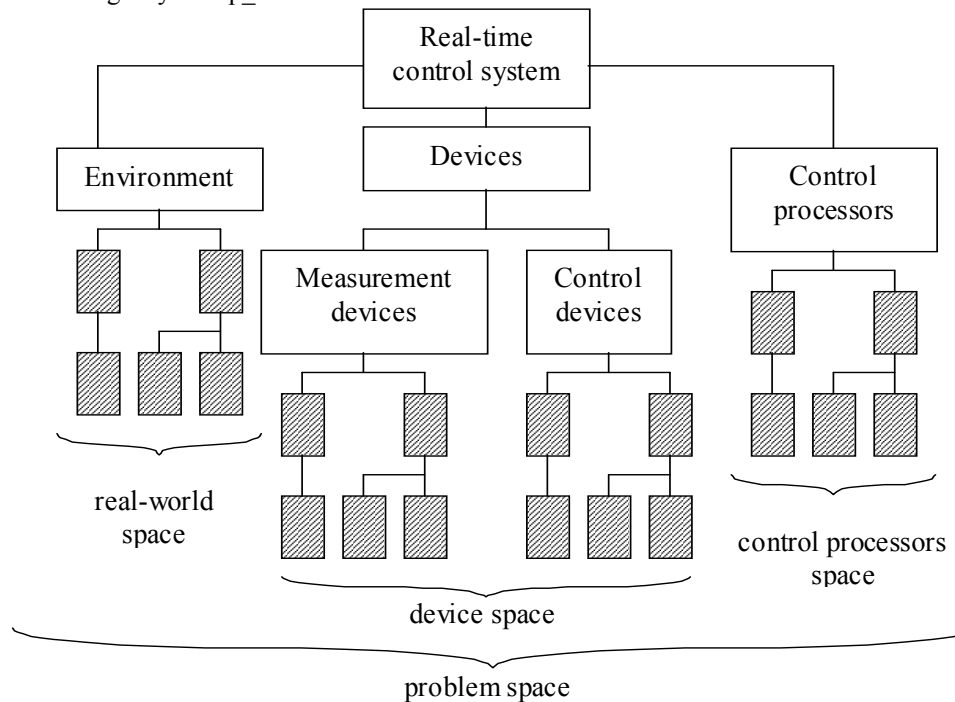 Real-time
control system
Devices
Environment
Control
processors
Measurement
devices
Control
devices
real-world
space
control processors
space
device space
problem space